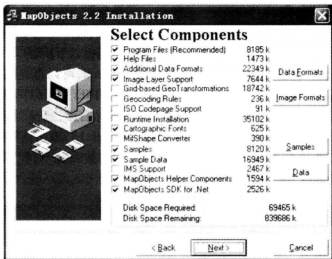 MapObjects 2.2 Installation
Select Components
Program Files (Recommended) 8185 k
Help Files 1473 k
Additional Data Formats 22349 k
Data Formats
Image Layer Support 7644 k
Grid-based GeoTransformations 18742 k
Geocoding Rules 236 k
Image Formats
ISO Codepage Support 91 k
Runtime Installation 35102 k
Cartographic Fonts 625 k
MifShape Converter 390 k
Samples 8120 k
Samples
Sample Data 16949 k
IMS Support 2467 k
Data
MapObjects Helper Components 1594 k
MapObjects SDK for .Net 2526 k
Disk Space Required: 69465 k
Disk Space Remaining: 839686 k
< Back
Next >
Cancel